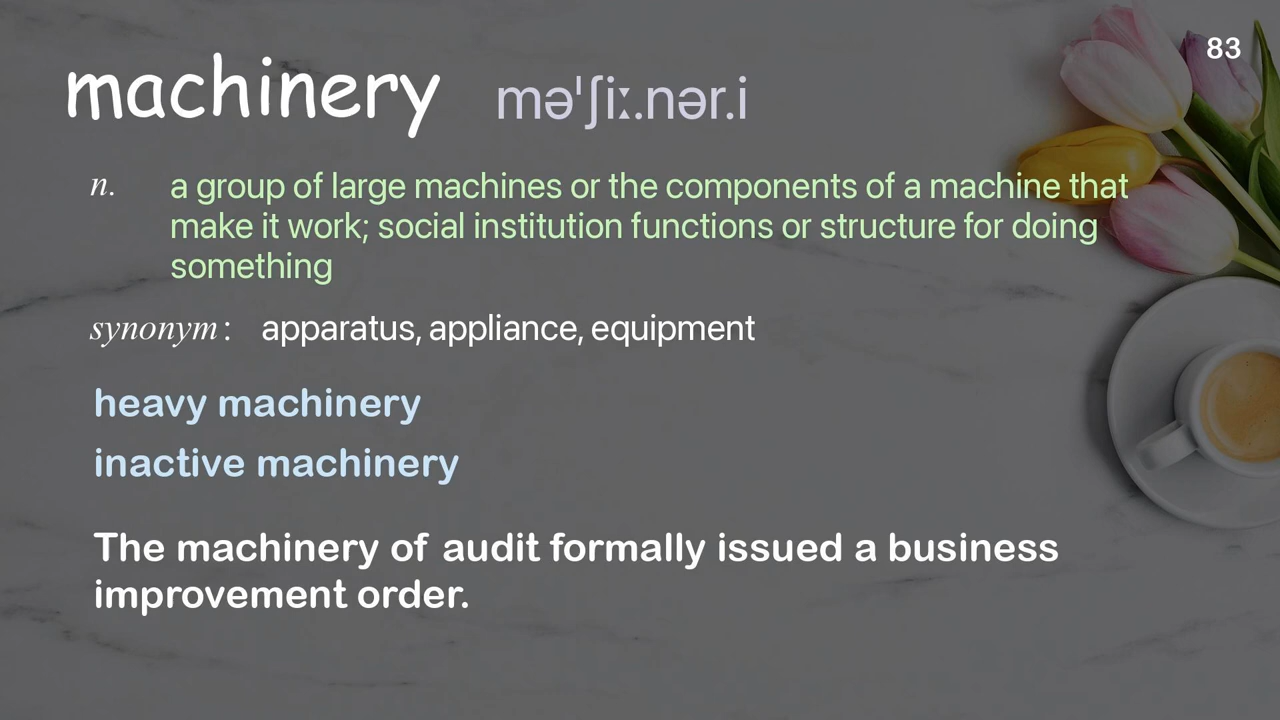 83
machinery məˈʃiː.nər.i
n. a group of large machines or the components of a machine that
make it work; social institution functions or structure for doing
something
synonym: apparatus, appliance, equipment
heavy machinery
inactive machinery
The machinery of audit formally issued a business
improvement order.